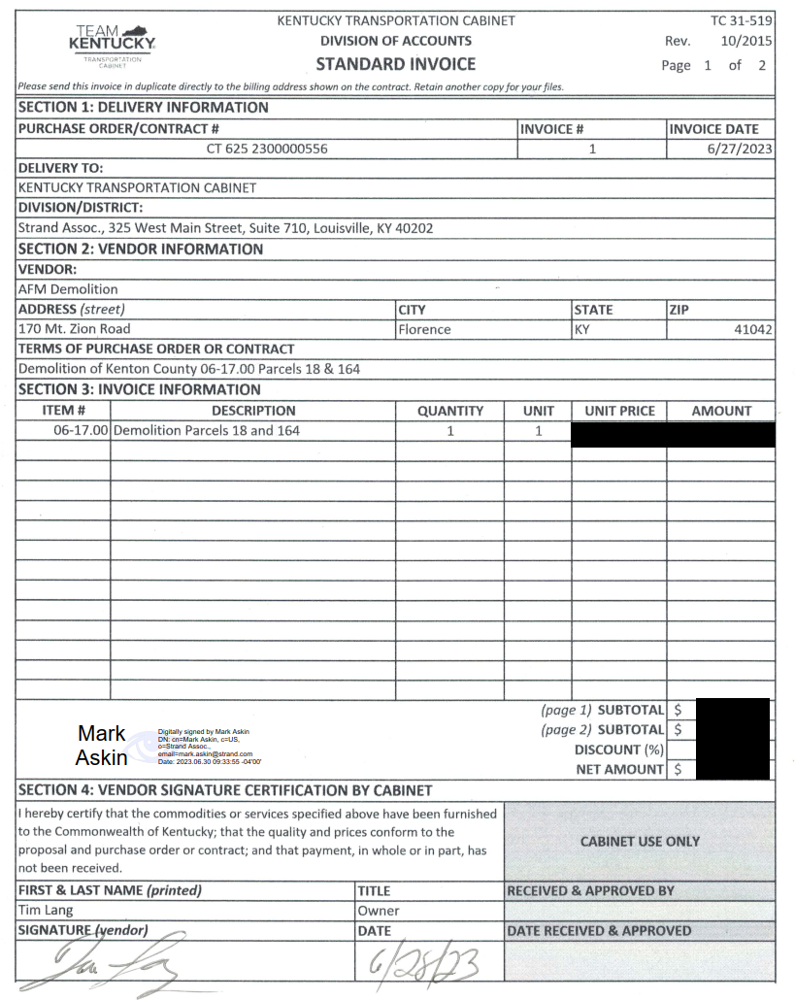 TEAM
KENTUCKY
TRANSPORTATION
CABINET
KENTUCKY TRANSPORTATION CABINET
DIVISION OF ACCOUNTS
STANDARD INVOICE
TC 31-519
Rev. 10/2015
Page 1 of 2
Please send this invoice in duplicate directly to the billing address shown on the contract. Retain another copy for your files.
SECTION 1: DELIVERY INFORMATION
PURCHASE ORDER/CONTRACT # INVOICE # INVOICE DATE
CT 625 2300000556 1 6/27/2023
DELIVERY TO:
KENTUCKY TRANSPORTATION CABINET
DIVISION/DISTRICT:
Strand Assoc., 325 West Main Street, Suite 710, Louisville, KY 40202
SECTION 2: VENDOR INFORMATION
VENDOR:
AFM Demolition
ADDRESS (street) CITY STATE ZIP
170 Mt. Zion Road Florence KY 41042
TERMS OF PURCHASE ORDER OR CONTRACT
Demolition of Kenton County 06-17.00 Parcels 18 & 164
SECTION 3: INVOICE INFORMATION
ITEM # DESCRIPTION QUANTITY UNIT UNIT PRICE AMOUNT
06-17.00 Demolition Parcels 18 and 164 1 1
(page 1) SUBTOTAL $
(page 2) SUBTOTAL $
DISCOUNT (%)
NET AMOUNT $
Mark
Askin
Digitally signed by Mark Askin
DN: cn=Mark Askin, c=US,
o=Strand Assoc.,
email=mark.askin@strand.com
Date: 2023.06.30 09:33:55 -04'00'
SECTION 4: VENDOR SIGNATURE CERTIFICATION BY CABINET
I hereby certify that the commodities or services specified above have been furnished
to the Commonwealth of Kentucky; that the quality and prices conform to the
proposal and purchase order or contract; and that payment, in whole or in part, has
not been received.
CABINET USE ONLY
FIRST & LAST NAME (printed) TITLE RECEIVED & APPROVED BY
Tim Lang Owner
SIGNATURE (vendor) DATE DATE RECEIVED & APPROVED
Tim Lang 6/28/23